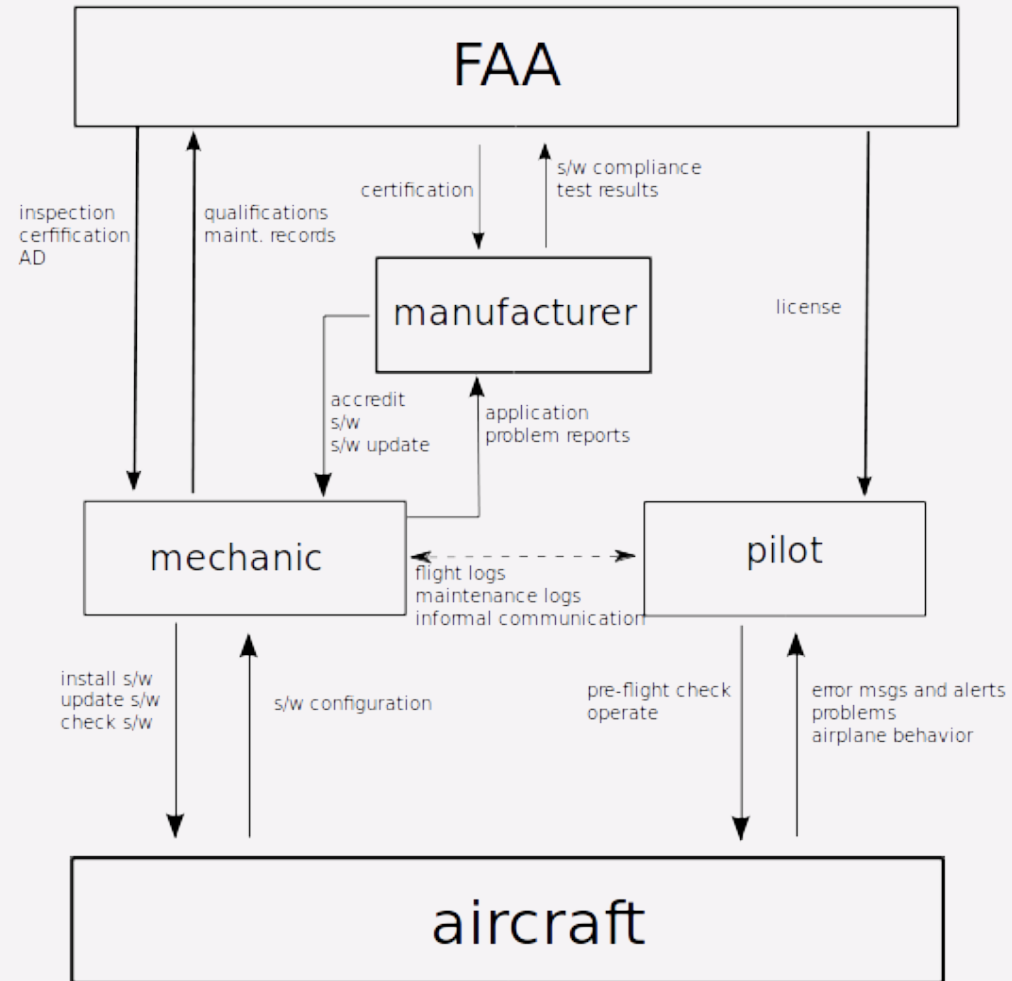 FAA
inspection
cerfification
AD
qualifications
maint. records
certification
s/w compliance
test results
license
manufacturer
accredit
s/w
s/w update
application
problem reports
mechanic
pilot
flight logs
maintenance logs
informal communication
install s/w
update s/w
check s/w
s/w configuration
pre-flight check
operate
error msgs and alerts
problems
airplane behavior
aircraft